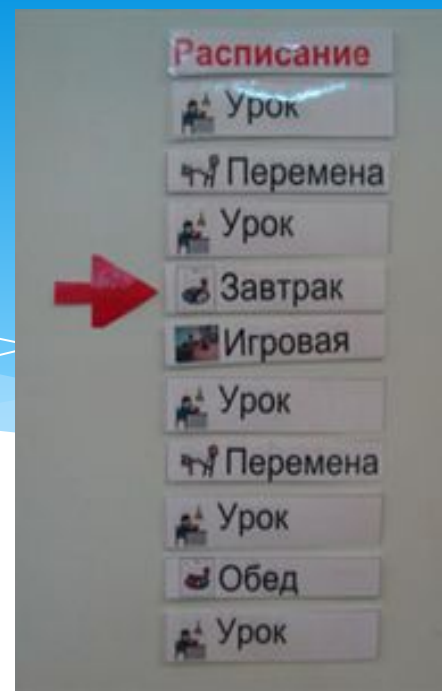 Расписание
Урок
Перемена
Урок
Завтрак
Игровая
Урок
Перемена
Урок
Обед
Урок